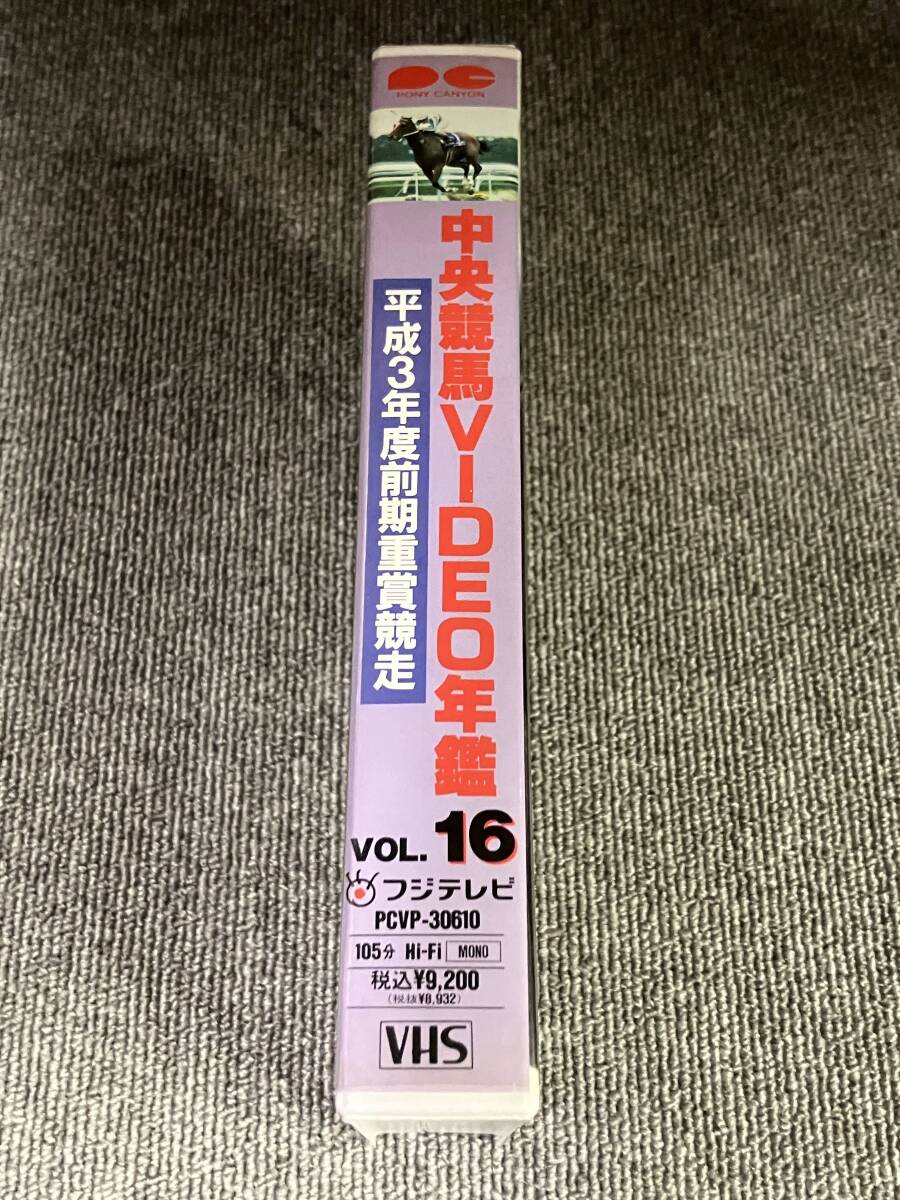 PONY CANYON
中央競馬VIDEO年鑑
平成3年度前期重賞競走
VOL. 16
フジテレビ
PCVP-30610
105分 Hi-Fi MONO
税込¥9,200
(税抜¥8,932)
VHS